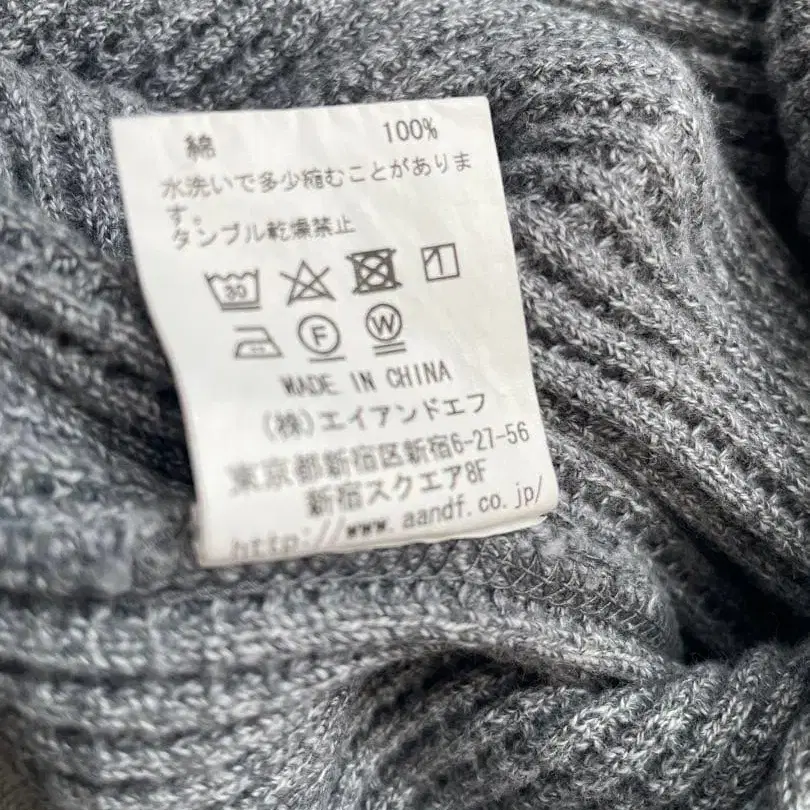 綿 100%
水洗いで多少縮むことがありま
す。
タンブル乾燥禁止
30
F W
MADE IN CHINA
(株)エイアンドエフ
東京都新宿区新宿6-27-56
新宿スクエア8F
http://www.aandf.co.jp/